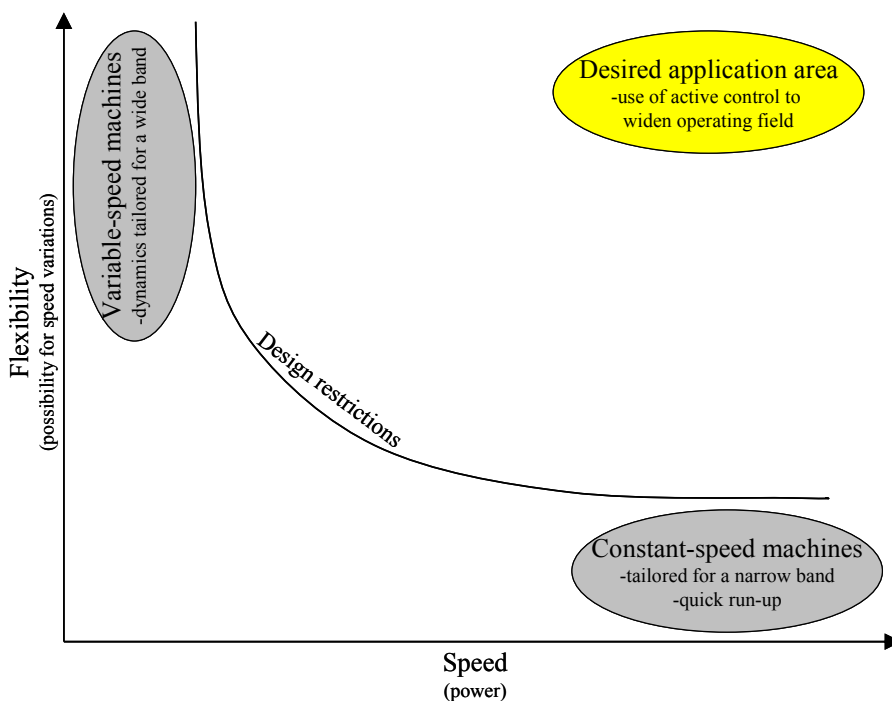 Desired application area
-use of active control to
widen operating field
Variable-speed machines
-dynamics tailored for a wide band
Flexibility
(possibility for speed variations)
Design restrictions
Constant-speed machines
-tailored for a narrow band
-quick run-up
Speed
(power)